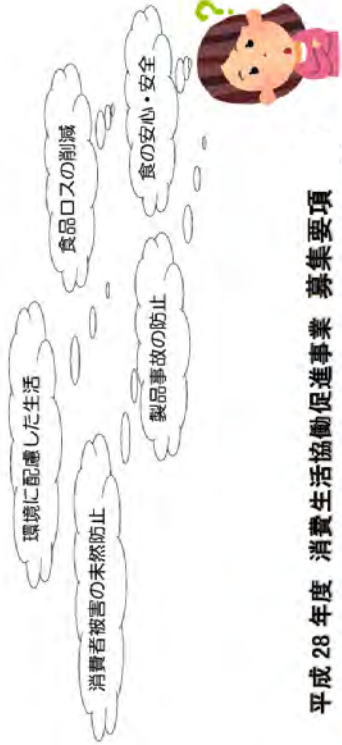 環境に配慮した生活
食品ロスの削減
消費者被害の未然防止
製品事故の防止
食の安心・安全
?
平成 28 年度 消費生活協働促進事業 募集要項